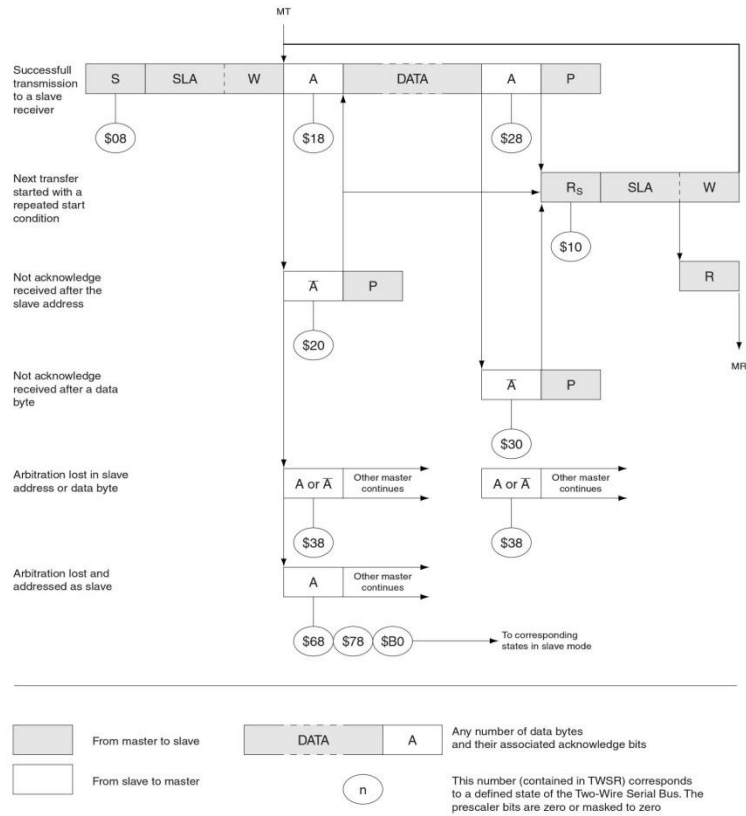 MT
Successfull
transmission
to a slave
receiver
S SLA W A DATA A P
$08 $18 $28
Next transfer
started with a
repeated start
condition
RS SLA W
$10
Not acknowledge
received after the
slave address
A̅ P
R
$20
MR
Not acknowledge
received after a data
byte
A̅ P
$30
Arbitration lost in slave
address or data byte
A or A̅ Other master
continues
A or A̅ Other master
continues
$38 $38
Arbitration lost and
addressed as slave
A Other master
continues
$68 $78 $B0
To corresponding
states in slave mode
From master to slave
DATA A
Any number of data bytes
and their associated acknowledge bits
From slave to master
n
This number (contained in TWSR) corresponds
to a defined state of the Two-Wire Serial Bus. The
prescaler bits are zero or masked to zero